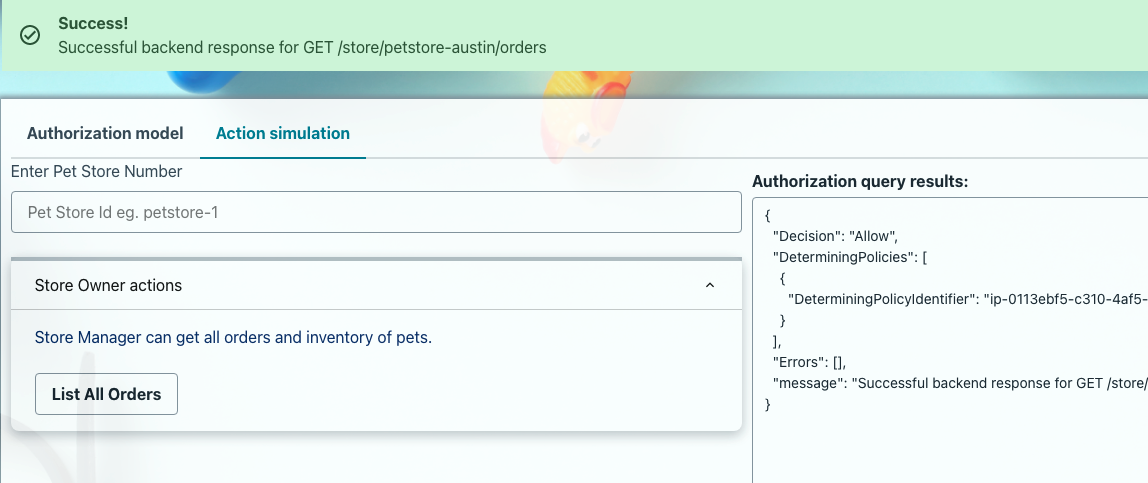 Success!
Successful backend response for GET /store/petstore-austin/orders
Authorization model
Action simulation
Enter Pet Store Number
Pet Store Id eg. petstore-1
Store Owner actions
Store Manager can get all orders and inventory of pets.
List All Orders
Authorization query results:
{
"Decision": "Allow",
"DeterminingPolicies": [
{
"DeterminingPolicyIdentifier": "ip-0113ebf5-c310-4af5-
}
],
"Errors": [],
"message": "Successful backend response for GET /store/
}